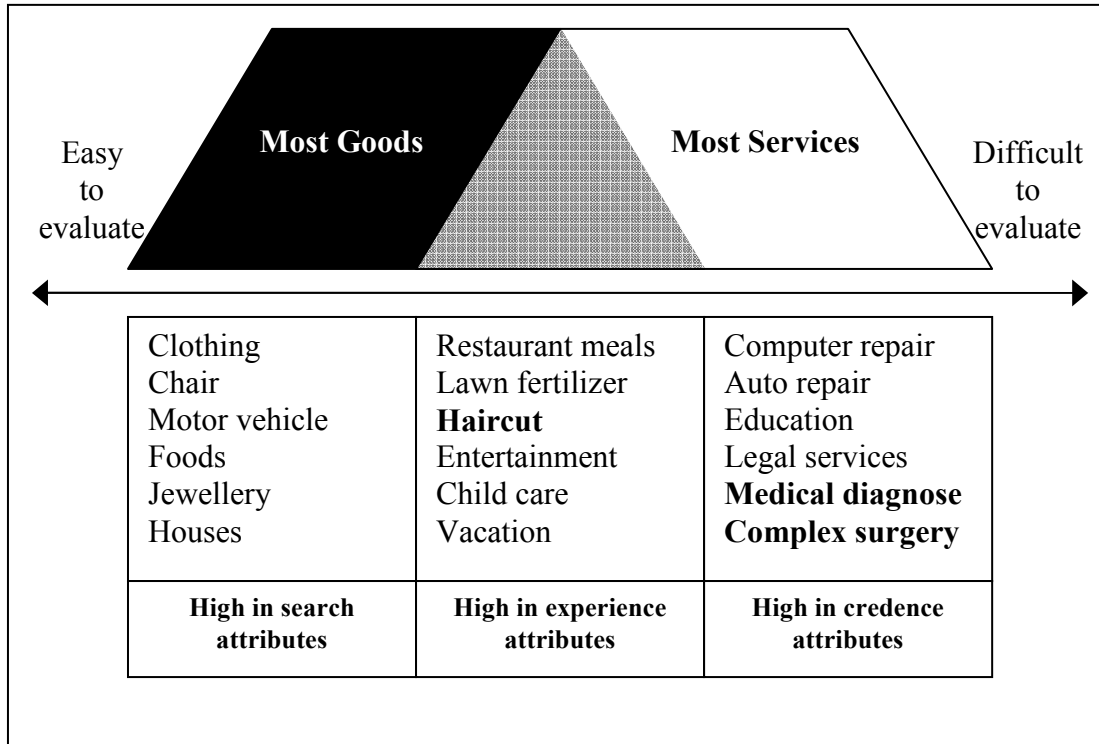 Most Goods
Most Services
Easy
to
evaluate
Difficult
to
evaluate
Clothing
Chair
Motor vehicle
Foods
Jewellery
Houses
Restaurant meals
Lawn fertilizer
Haircut
Entertainment
Child care
Vacation
Computer repair
Auto repair
Education
Legal services
Medical diagnose
Complex surgery
High in search
attributes
High in experience
attributes
High in credence
attributes